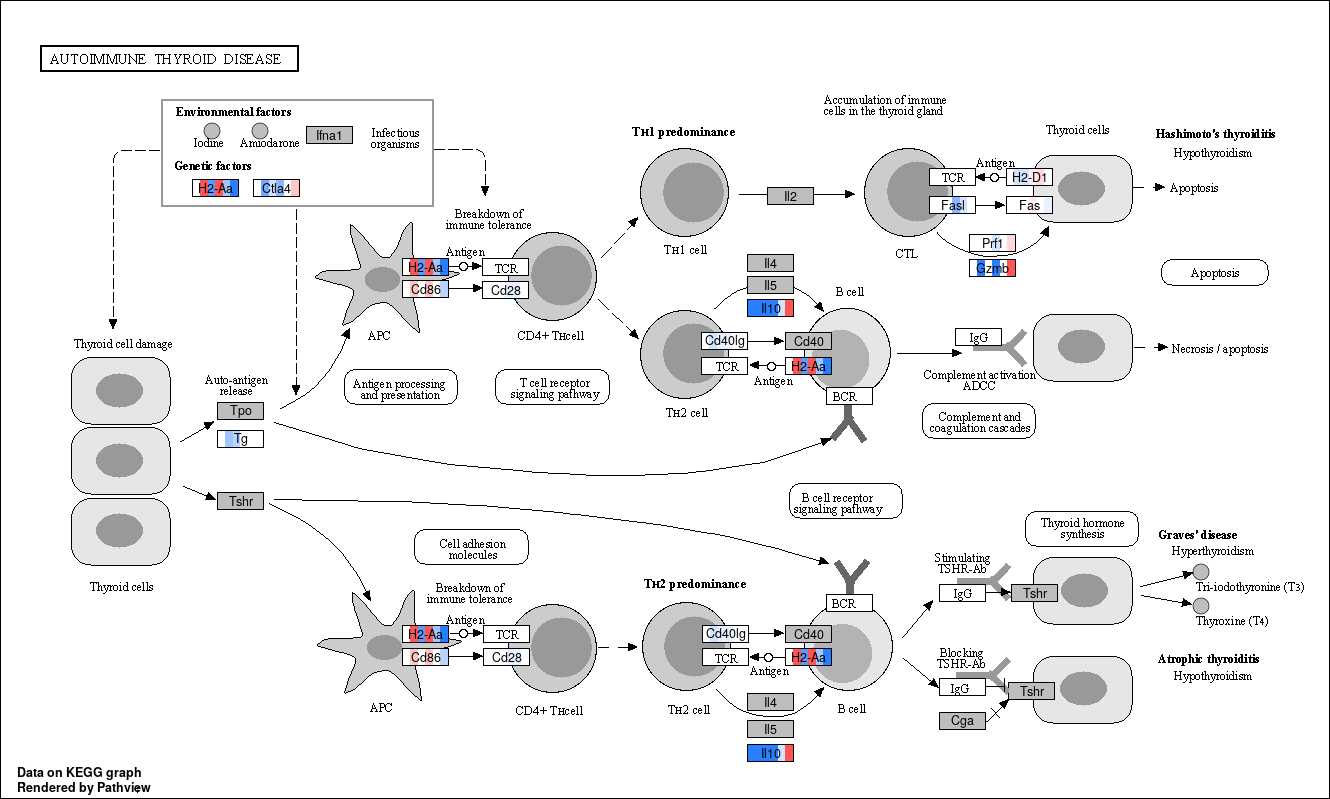 AUTOIMMUNE THYROID DISEASE
Environmental factors
Iodine
Amiodarone
Ifna1
Infectious
organisms
Genetic factors
H2-Aa
Ctla4
Accumulation of immune
cells in the thyroid gland
TH1 predominance
Thyroid cells
Hashimoto's thyroiditis
Hypothyroidism
Antigen
TCR
H2-D1
Il2
Apoptosis
Fasl
Fas
Breakdown of
immune tolerance
TH1 cell
CTL
Prf1
Gzmb
Antigen
H2-Aa
TCR
Cd86
Cd28
Il4
Il5
Il10
B cell
Apoptosis
APC
CD4+ THcell
Thyroid cell damage
Cd40lg
Cd40
IgG
Necrosis / apoptosis
TCR
H2-Aa
Antigen
Complement activation
ADCC
Auto-antigen
release
Antigen processing
and presentation
T cell receptor
signaling pathway
BCR
Tpo
TH2 cell
Complement and
coagulation cascades
Tg
Tshr
B cell receptor
signaling pathway
Thyroid hormone
synthesis
Cell adhesion
molecules
Graves' disease
Hyperthyroidism
Thyroid cells
Breakdown of
immune tolerance
TH2 predominance
Stimulating
TSHR-Ab
Tri-iodothyronine (T3)
IgG
Tshr
BCR
Thyroxine (T4)
Antigen
H2-Aa
TCR
Cd40lg
Cd40
Cd86
Cd28
TCR
H2-Aa
Antigen
Blocking
TSHR-Ab
Atrophic thyroiditis
Hypothyroidism
IgG
Tshr
APC
CD4+ THcell
TH2 cell
Il4
B cell
Cga
Il5
Il10
Data on KEGG graph
Rendered by Pathview